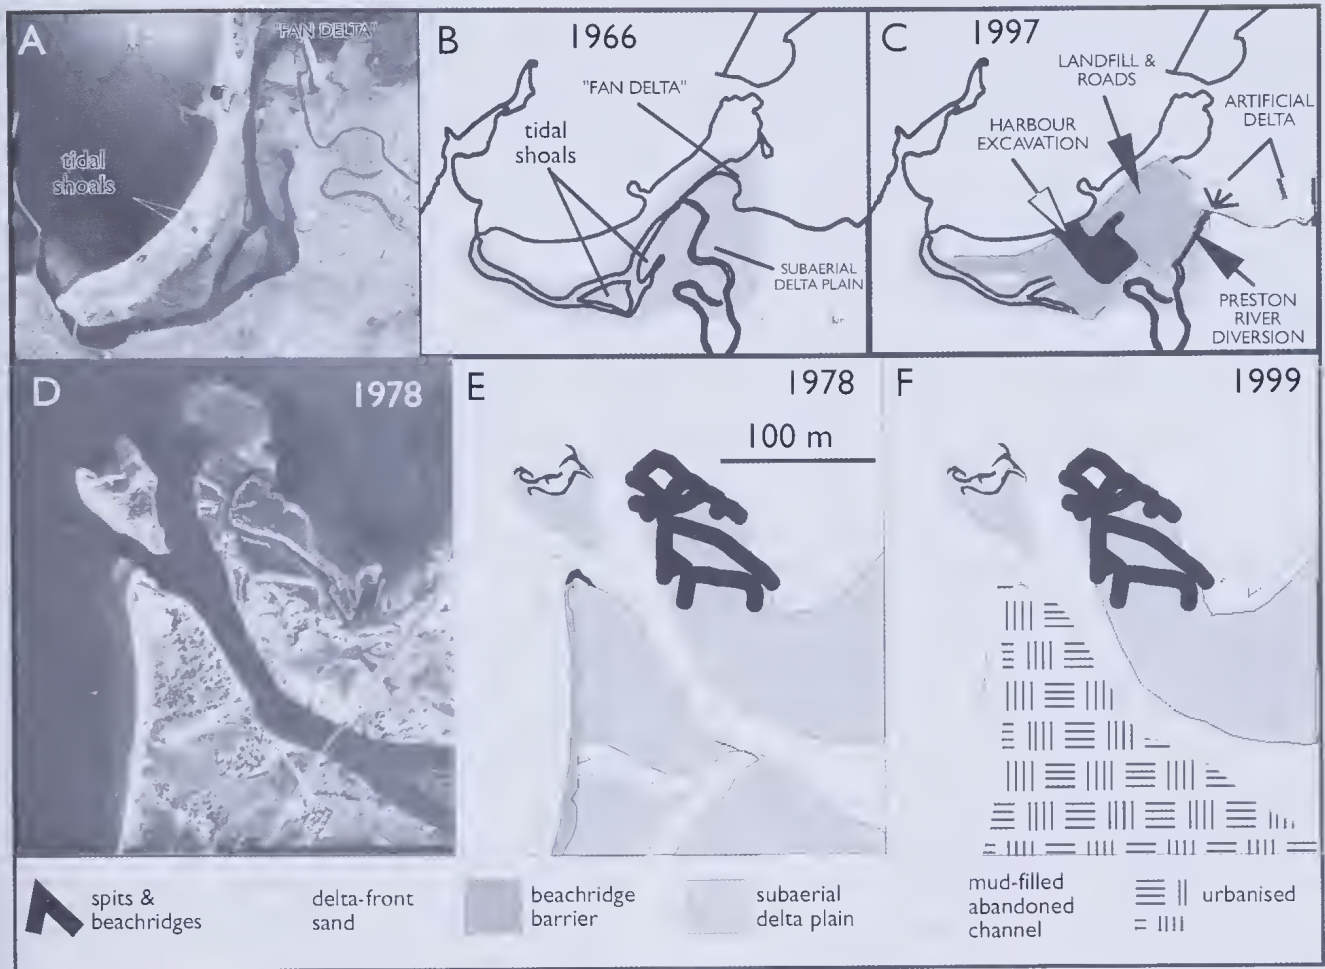 A
"FAN DELTA"
tidal
shoals
B
1966
"FAN DELTA"
tidal
shoals
SUBAERIAL
DELTA PLAIN
C
1997
LANDFILL &
ROADS
ARTIFICIAL
DELTA
HARBOUR
EXCAVATION
PRESTON
RIVER
DIVERSION
D
1978
E
1978
100 m
F
1999
spits &
beachridges
delta-front
sand
beachridge
barrier
subaerial
delta plain
mud-filled
abandoned
channel
urbanised